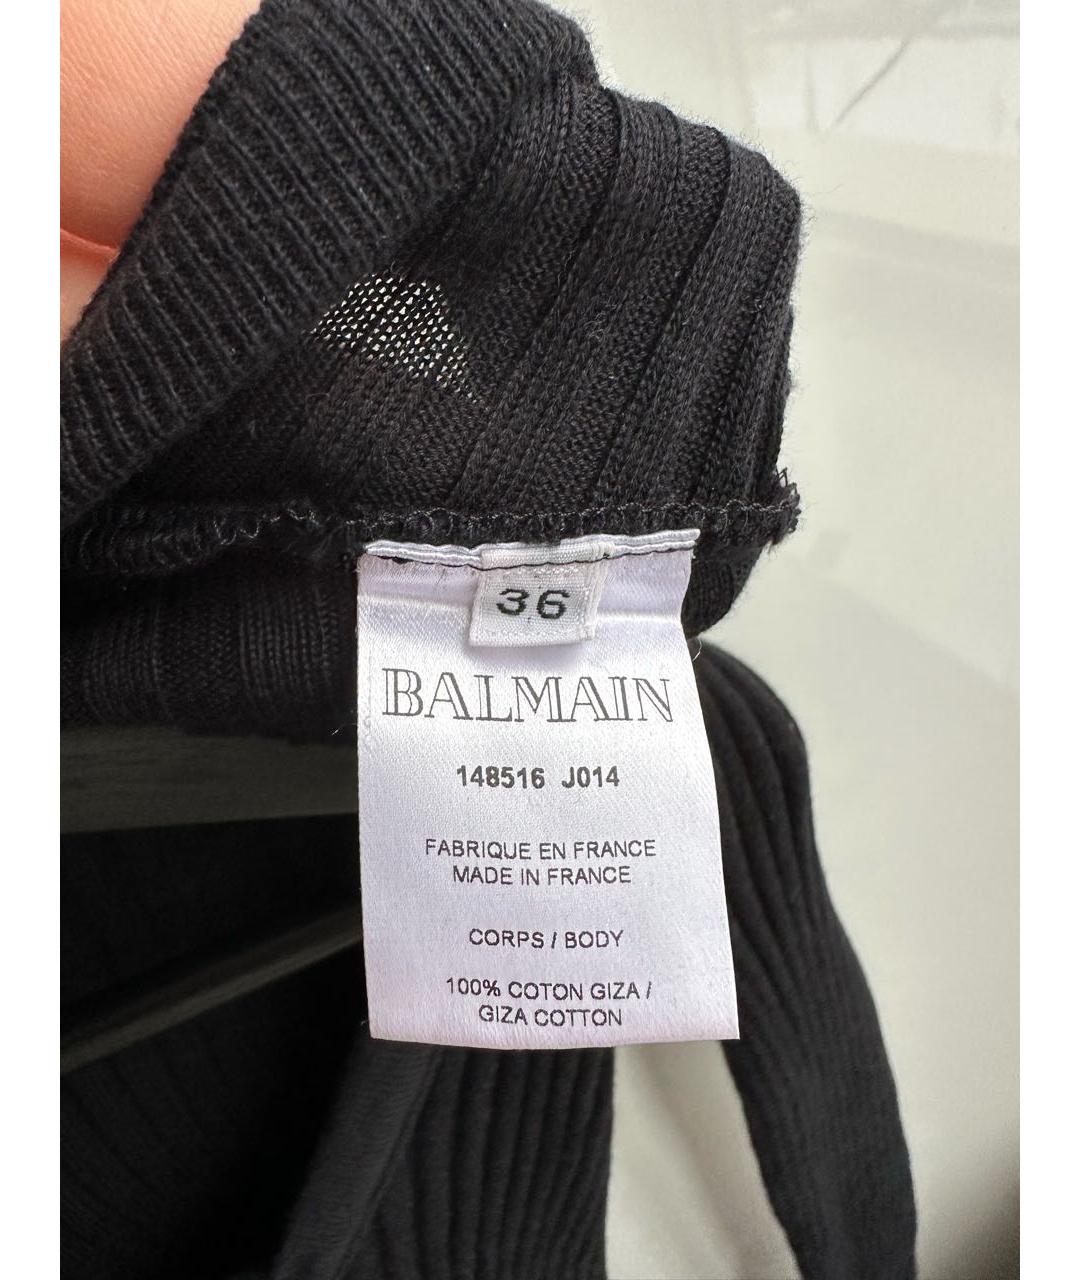 36
BALMAIN
148516 J014
FABRIQUE EN FRANCE
MADE IN FRANCE
CORPS / BODY
100% COTON GIZA /
GIZA COTTON